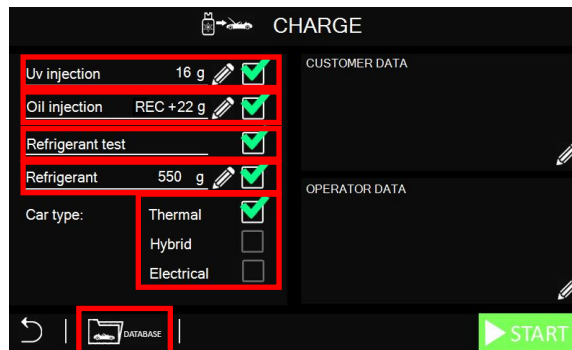 CHARGE
Uv injection 16 g
Oil injection REC +22 g
Refrigerant test
Refrigerant 550 g
Car type: Thermal
Hybrid
Electrical
CUSTOMER DATA
OPERATOR DATA
DATABASE
START